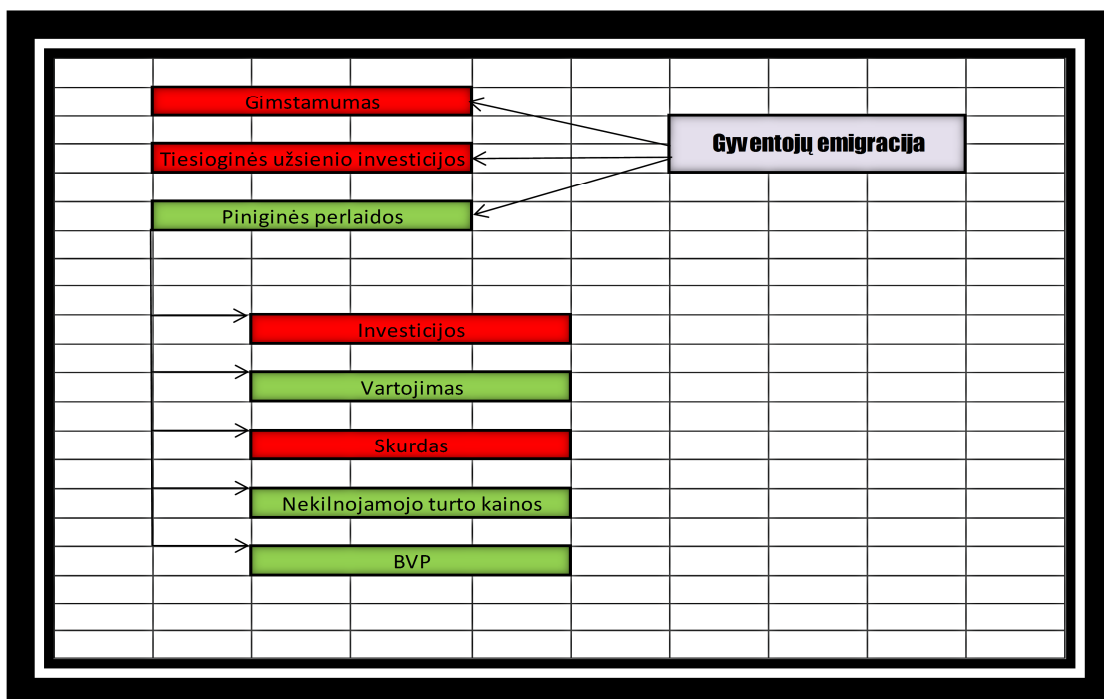 Gimstamumas
Gyventojų emigracija
Tiesioginės užsienio investicijos
Piniginės perlaidos
Investicijos
Vartojimas
Skurdas
Nekilnojamojo turto kainos
BVP